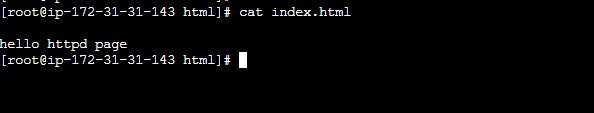 [root@ip-172-31-31-143 html]# cat index.html
hello httpd page
[root@ip-172-31-31-143 html]#